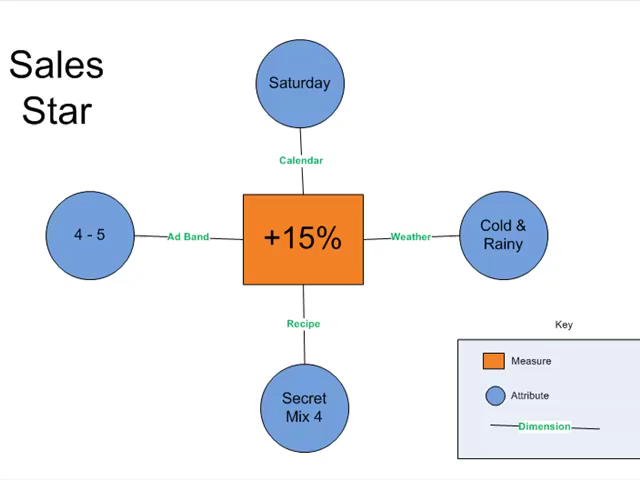 Sales
Star
Saturday
Calendar
4 - 5
Ad Band
+15%
Weather
Cold &
Rainy
Recipe
Secret
Mix 4
Key
Measure
Attribute
Dimension